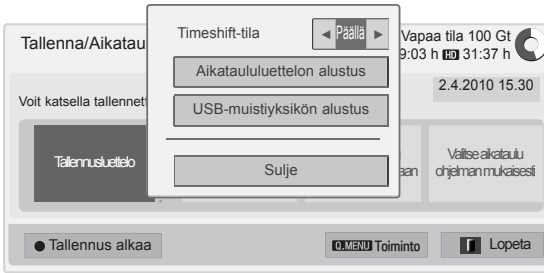 Tallenna/Aikatau
Vapaa tila 100 Gt
9:03 h HD 31:37 h
Timeshift-tila ◄ Päällä ►
Aikataululuettelon alustus
USB-muistiyksikön alustus
Sulje
2.4.2010 15.30
Voit katsella tallennet
Tallennusluettelo
aan
Valitse aikataulu
ohjelman mukaisesti
● Tallennus alkaa
Q.MENU Toiminto
Lopeta